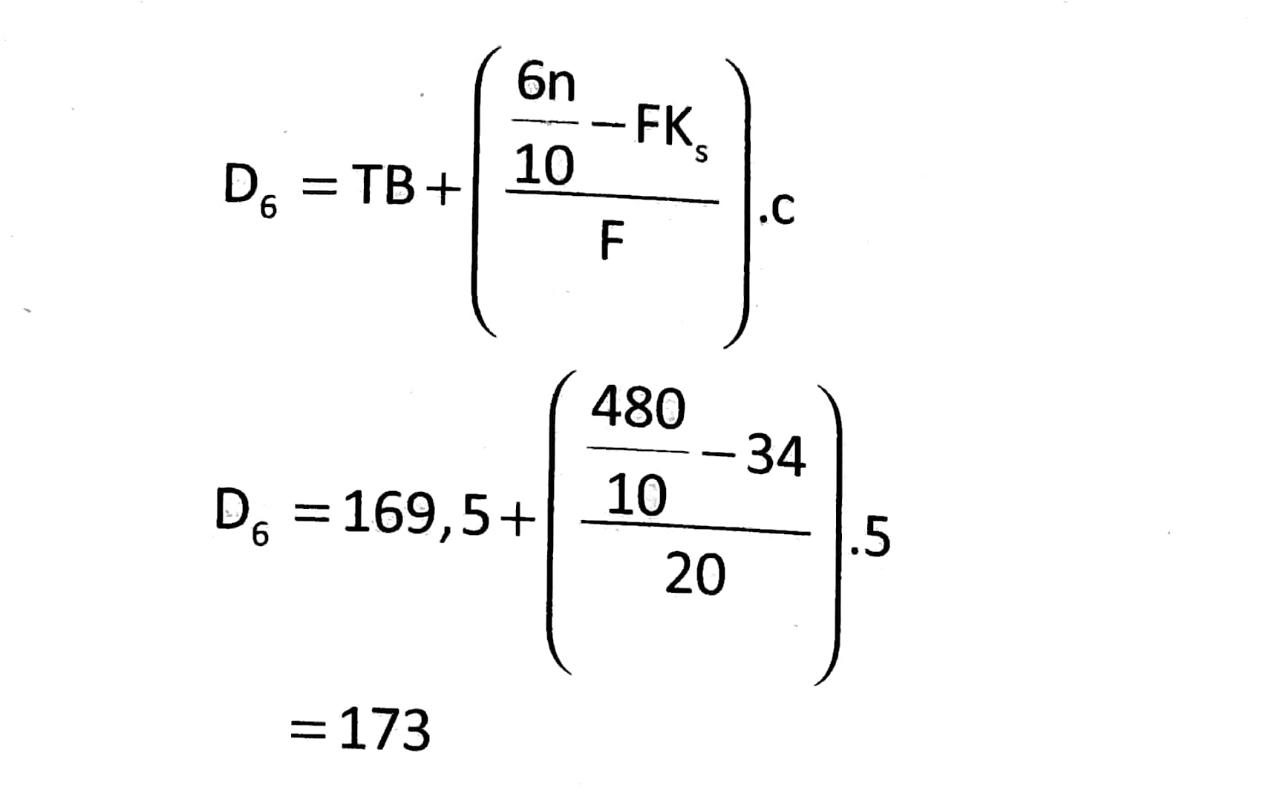 D₆ = TB + ( (6n/10 − FKₛ) / F ) .c
D₆ = 169,5 + ( (480/10 − 34) / 20 ) .5
= 173